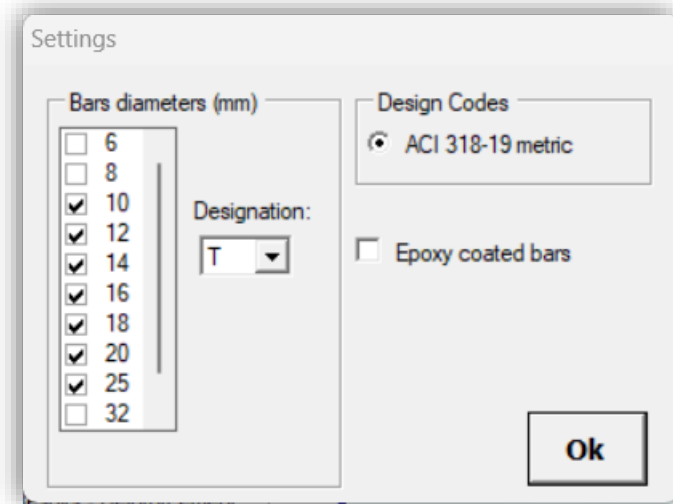 Settings
Bars diameters (mm)
6
8
10
12
14
16
18
20
25
32
Designation:
T
Design Codes
ACI 318-19 metric
Epoxy coated bars
Ok